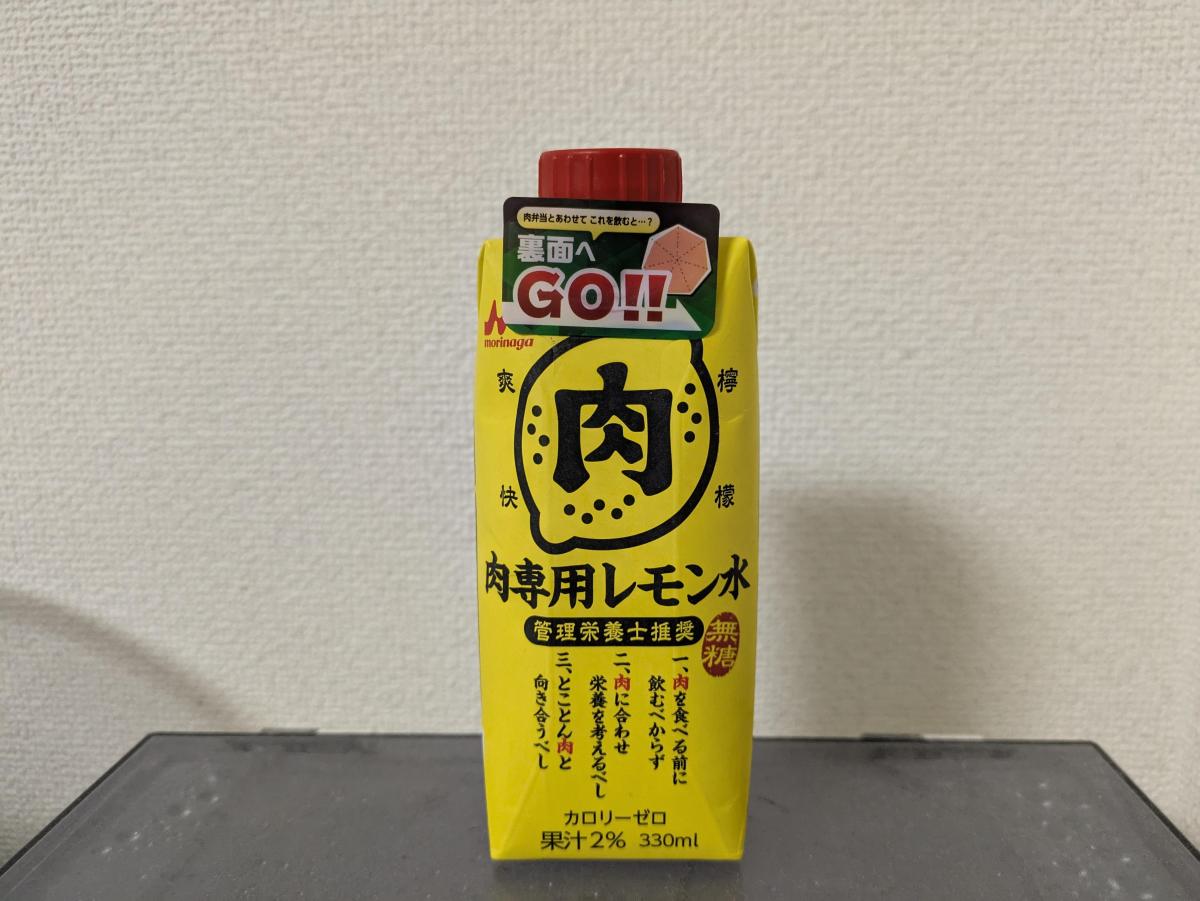 肉弁当とあわせて これを飲むと…？
裏面へ
GO!!
morinaga
爽快
檸檬
肉
肉専用レモン水
管理栄養士推奨
無糖
一、肉を食べる前に
飲むべからず
二、肉に合わせ
栄養を考えるべし
三、とことん肉と
向き合うべし
カロリーゼロ
果汁2% 330ml